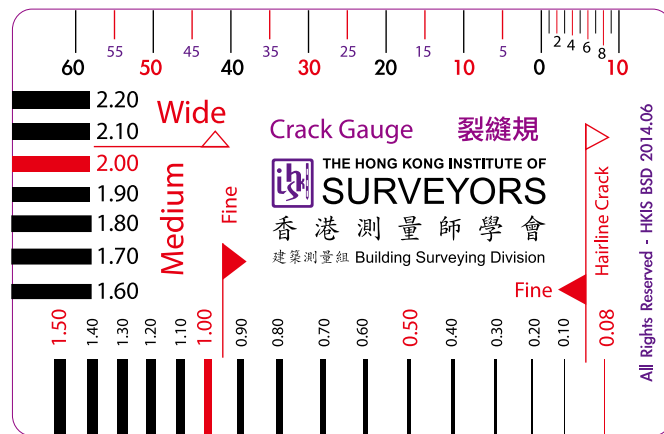 55 45 35 25 15 5 2 4 6 8
60 50 40 30 20 10 0 10
2.20
2.10
2.00
1.90
1.80
1.70
1.60
Wide
Medium
Fine
Crack Gauge 裂縫規
ihsk
THE HONG KONG INSTITUTE OF
SURVEYORS
香港測量師學會
建築測量組 Building Surveying Division
Fine
Hairline Crack
All Rights Reserved - HKIS BSD 2014.06
1.50 1.40 1.30 1.20 1.10 1.00 0.90 0.80 0.70 0.60 0.50 0.40 0.30 0.20 0.10 0.08